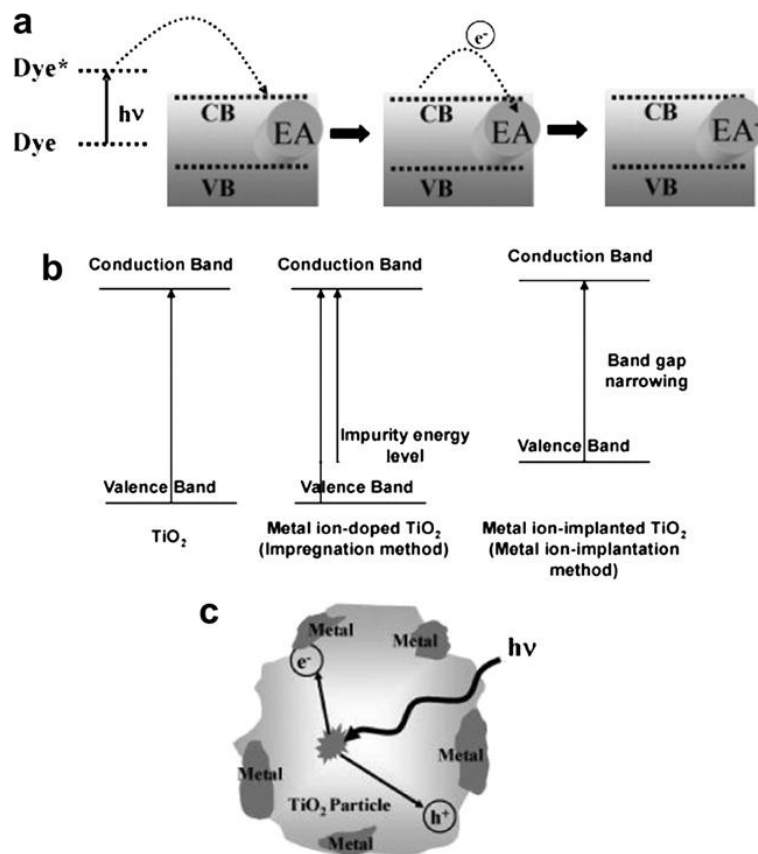 a
Dye*
hν
Dye
CB
EA
VB
e-
CB
EA
VB
CB
EA-
VB
b
Conduction Band
Valence Band
TiO2
Conduction Band
Impurity energy
level
Valence Band
Metal ion-doped TiO2
(Impregnation method)
Conduction Band
Band gap
narrowing
Valence Band
Metal ion-implanted TiO2
(Metal ion-implantation
method)
c
Metal
Metal
e-
hν
Metal
Metal
TiO2 Particle
h+
Metal